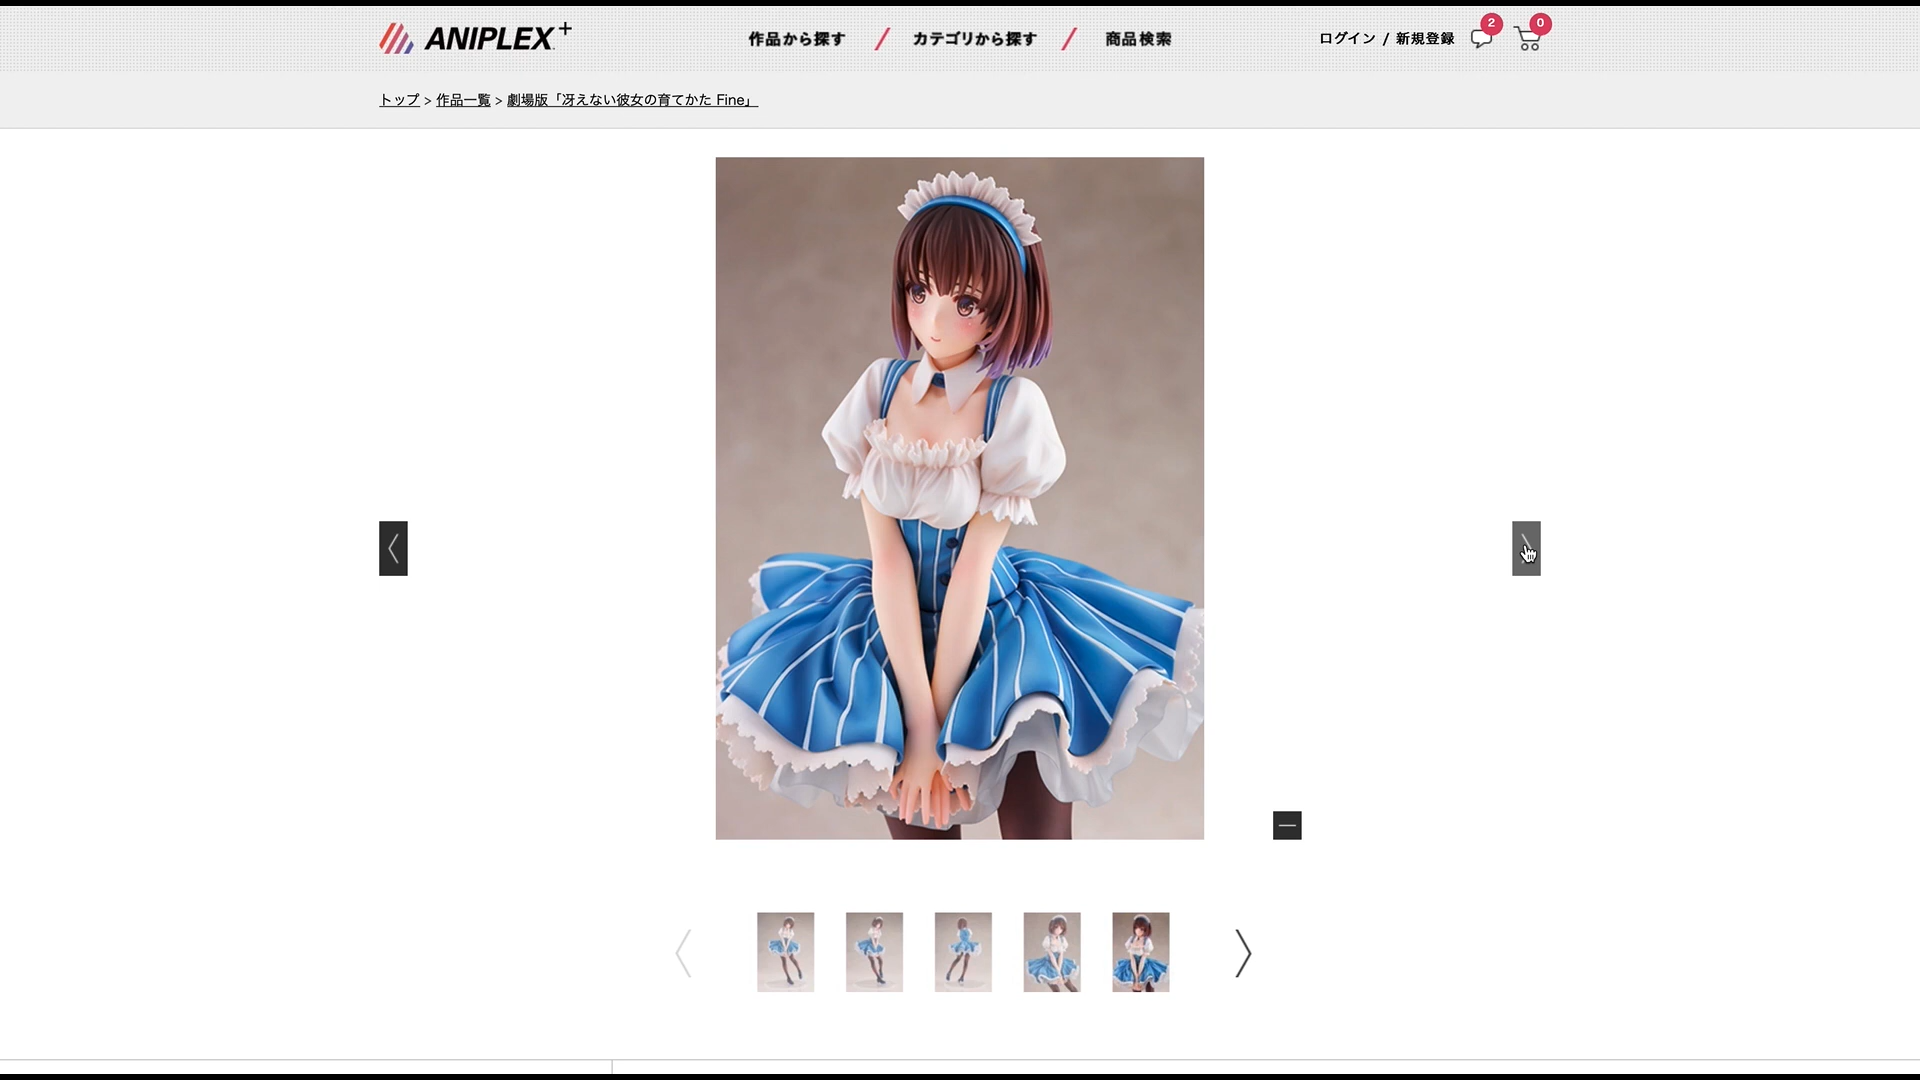 ANIPLEX+
作品から探す / カテゴリから探す / 商品検索
ログイン / 新規登録
2
0
トップ > 作品一覧 > 劇場版「冴えない彼女の育てかた Fine」